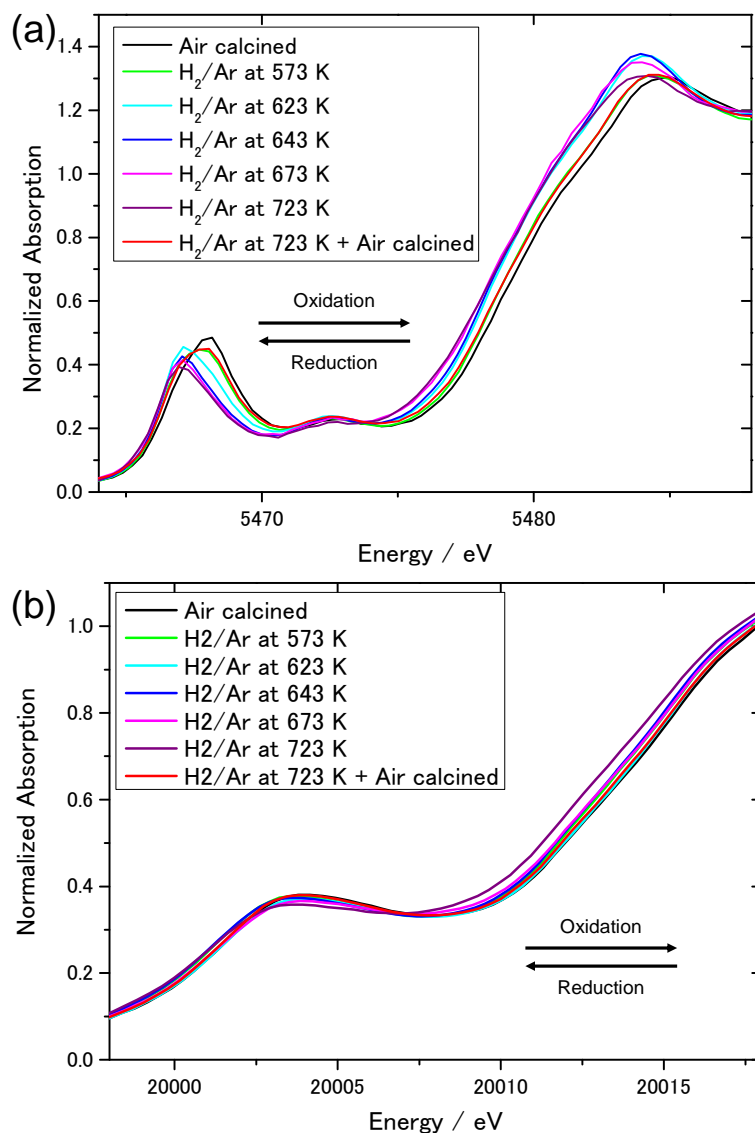 (a)
Air calcined
H2/Ar at 573 K
H2/Ar at 623 K
H2/Ar at 643 K
H2/Ar at 673 K
H2/Ar at 723 K
H2/Ar at 723 K + Air calcined
Oxidation
Reduction
Normalized Absorption
1.4
1.2
1.0
0.8
0.6
0.4
0.2
0.0
5470
5480
Energy / eV
(b)
Air calcined
H2/Ar at 573 K
H2/Ar at 623 K
H2/Ar at 643 K
H2/Ar at 673 K
H2/Ar at 723 K
H2/Ar at 723 K + Air calcined
Oxidation
Reduction
Normalized Absorption
1.0
0.8
0.6
0.4
0.2
0.0
20000
20005
20010
20015
Energy / eV